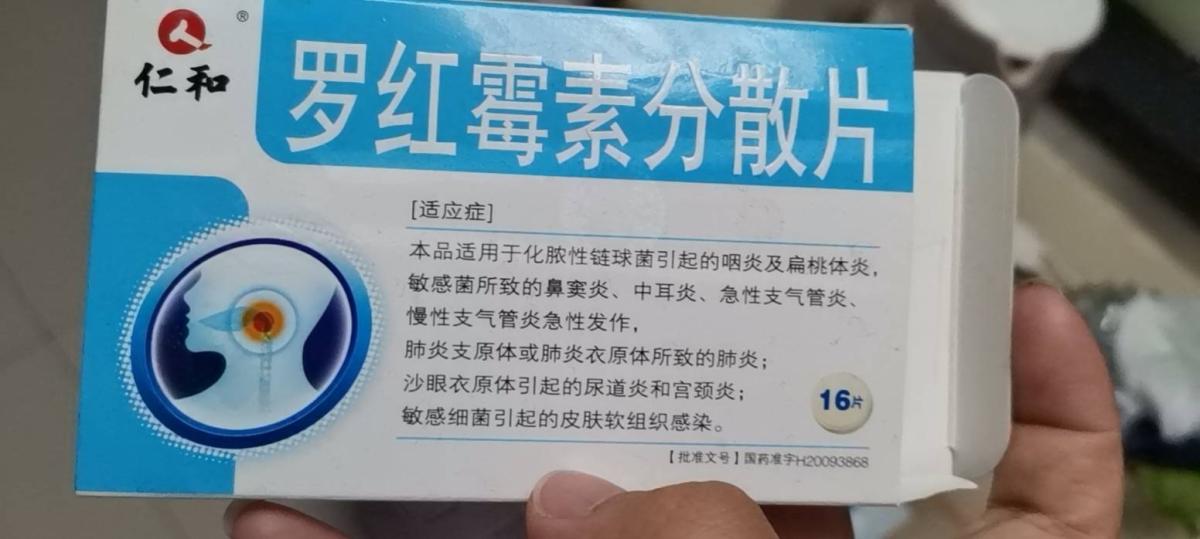 仁和®
罗红霉素分散片
[适应症]
本品适用于化脓性链球菌引起的咽炎及扁桃体炎，
敏感菌所致的鼻窦炎、中耳炎、急性支气管炎、
慢性支气管炎急性发作，
肺炎支原体或肺炎衣原体所致的肺炎；
沙眼衣原体引起的尿道炎和宫颈炎；
敏感细菌引起的皮肤软组织感染。
16片
【批准文号】国药准字H20093868